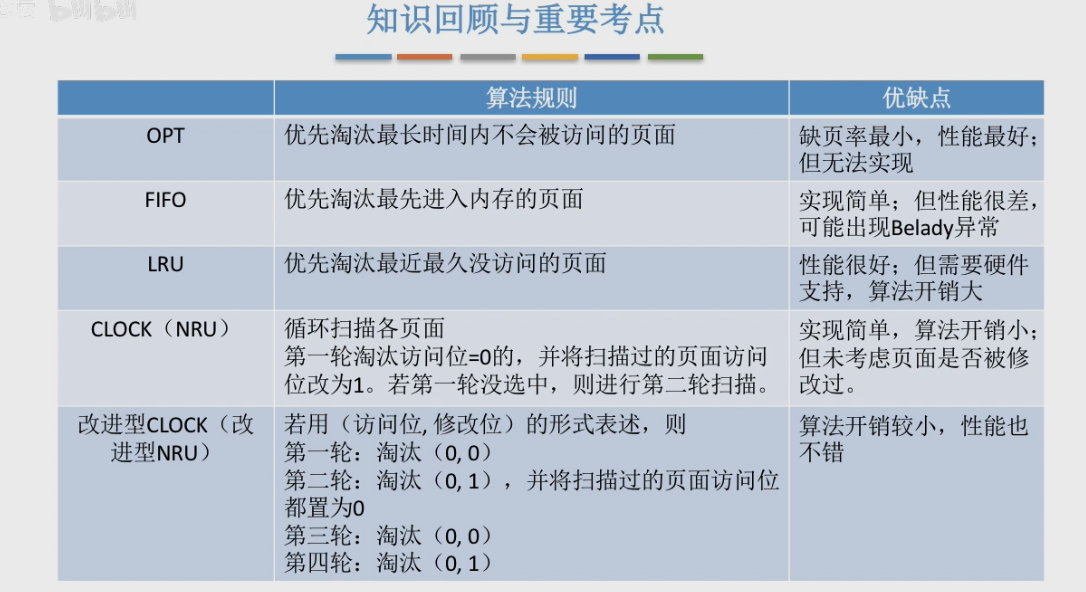 bilibili
知识回顾与重要考点
算法规则
优缺点
OPT
优先淘汰最长时间内不会被访问的页面
缺页率最小，性能最好；
但无法实现
FIFO
优先淘汰最先进入内存的页面
实现简单；但性能很差，
可能出现Belady异常
LRU
优先淘汰最近最久没访问的页面
性能很好；但需要硬件
支持，算法开销大
CLOCK（NRU）
循环扫描各页面
第一轮淘汰访问位=0的，并将扫描过的页面访问
位改为1。若第一轮没选中，则进行第二轮扫描。
实现简单，算法开销小；
但未考虑页面是否被修
改过。
改进型CLOCK（改
进型NRU）
若用（访问位, 修改位）的形式表述，则
第一轮：淘汰（0, 0）
第二轮：淘汰（0, 1），并将扫描过的页面访问位
都置为0
第三轮：淘汰（0, 0）
第四轮：淘汰（0, 1）
算法开销较小，性能也
不错